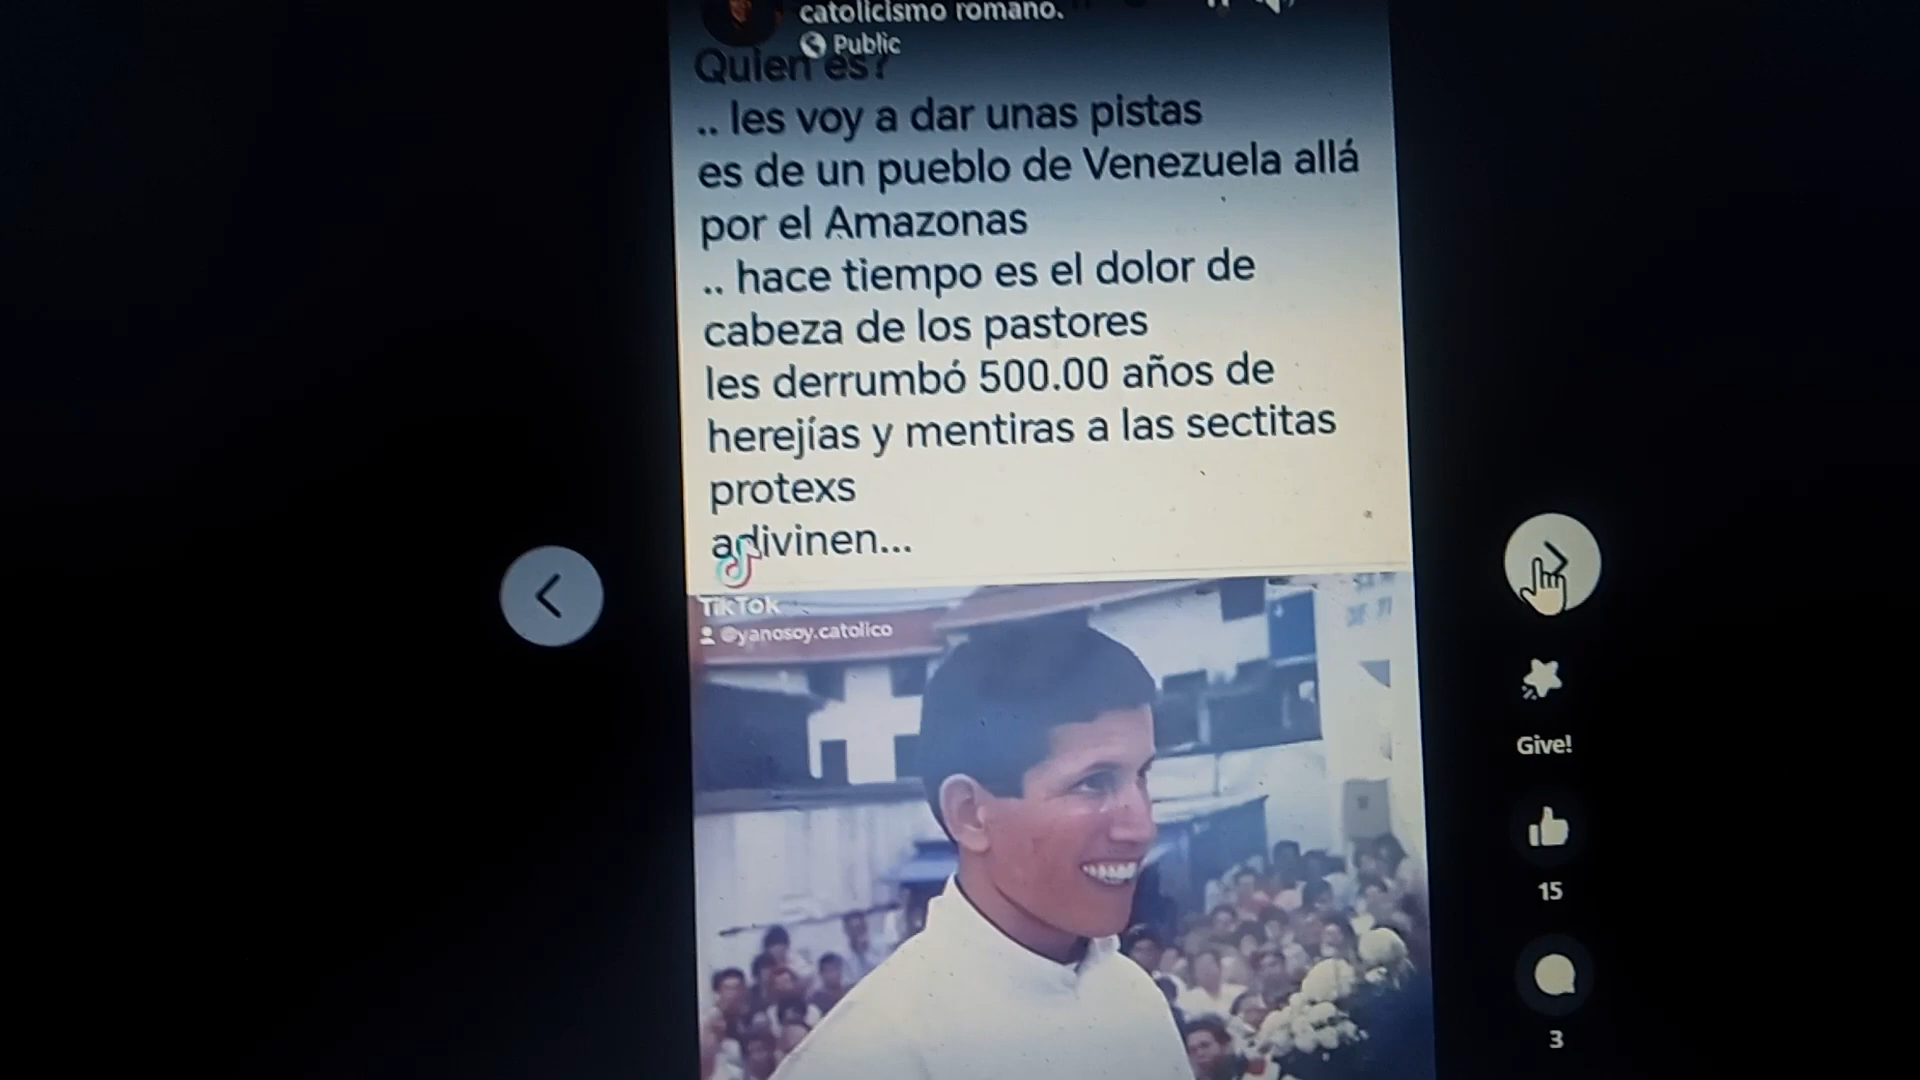 catolicismo romano.
Public
Quien es?
.. les voy a dar unas pistas
es de un pueblo de Venezuela allá
por el Amazonas
.. hace tiempo es el dolor de
cabeza de los pastores
les derrumbó 500.00 años de
herejías y mentiras a las sectitas
protexs
adivinen...
TikTok
@yanosoy.catolico
Give!
15
3